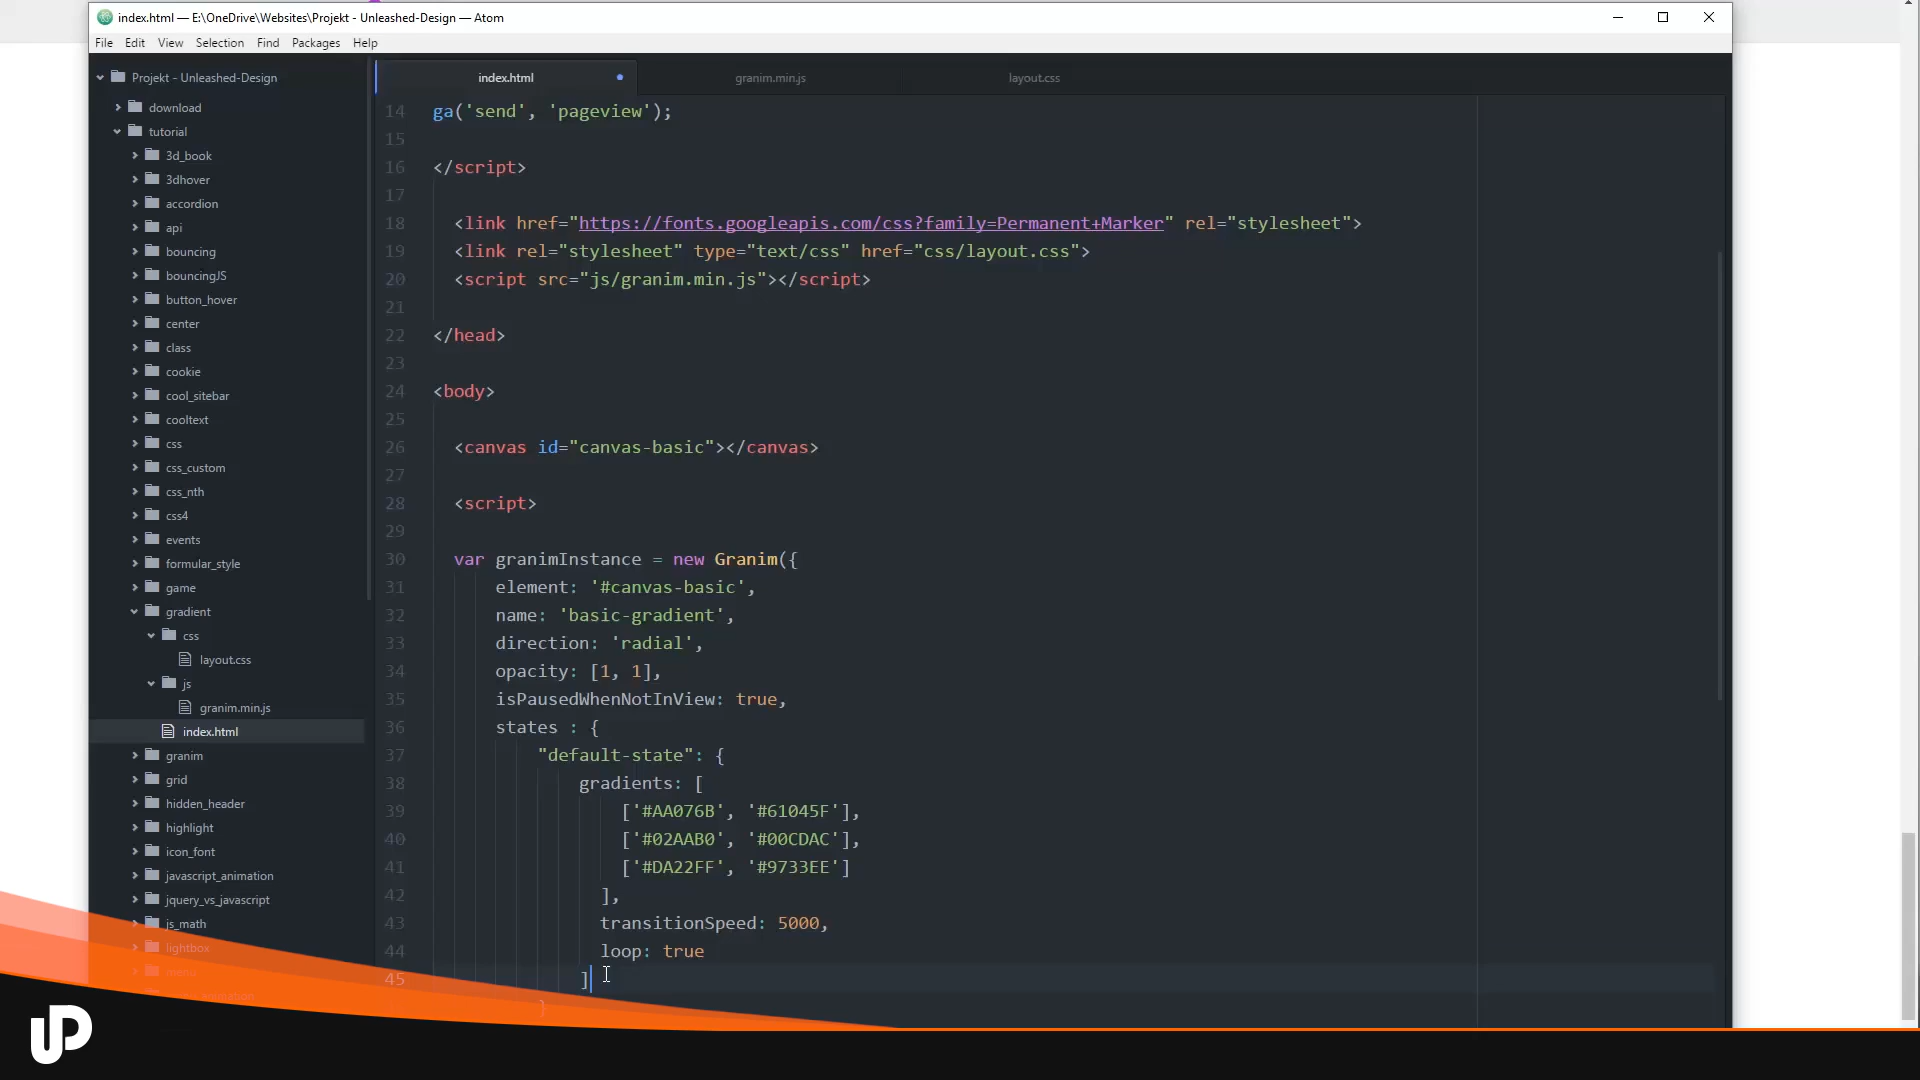 index.html — E:\OneDrive\Websites\Projekt - Unleashed-Design — Atom
File Edit View Selection Find Packages Help
Projekt - Unleashed-Design
download
tutorial
3d_book
3dhover
accordion
api
bouncing
bouncingJS
button_hover
center
class
cookie
cool_sitebar
cooltext
css
css_custom
css_nth
css4
events
formular_style
game
gradient
css
layout.css
js
granim.min.js
index.html
granim
grid
hidden_header
highlight
icon_font
javascript_animation
jquery_vs_javascript
js_math
lightbox
menu
index.html granim.min.js layout.css
14 ga('send', 'pageview');
15
16 </script>
17
18 <link href="https://fonts.googleapis.com/css?family=Permanent+Marker" rel="stylesheet">
19 <link rel="stylesheet" type="text/css" href="css/layout.css">
20 <script src="js/granim.min.js"></script>
21
22 </head>
23
24 <body>
25
26 <canvas id="canvas-basic"></canvas>
27
28 <script>
29
30 var granimInstance = new Granim({
31 element: '#canvas-basic',
32 name: 'basic-gradient',
33 direction: 'radial',
34 opacity: [1, 1],
35 isPausedWhenNotInView: true,
36 states : {
37 "default-state": {
38 gradients: [
39 ['#AA076B', '#61045F'],
40 ['#02AAB0', '#00CDAC'],
41 ['#DA22FF', '#9733EE']
42 ],
43 transitionSpeed: 5000,
44 loop: true
45 ]
}
UP